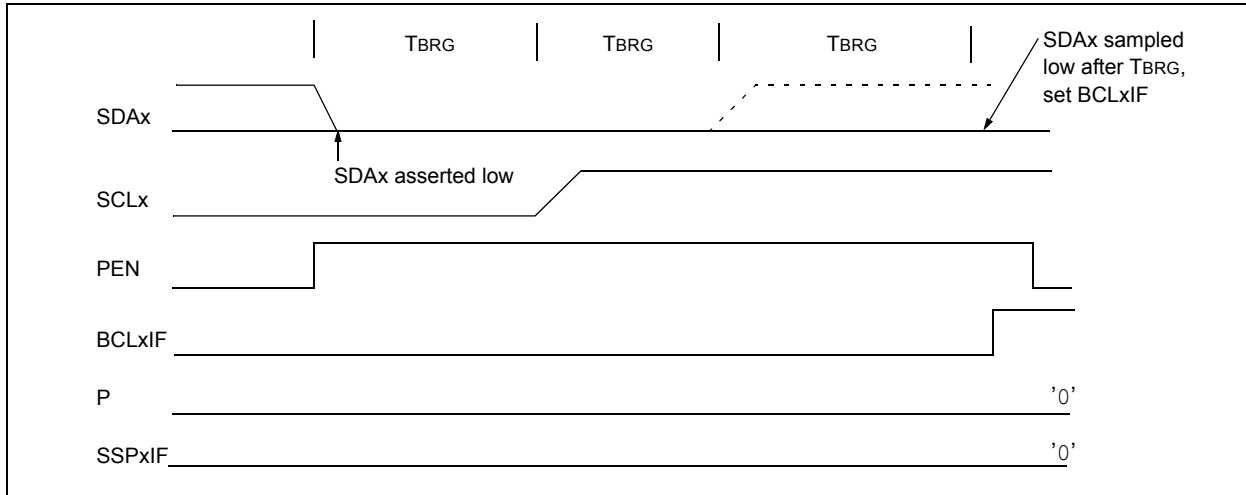 TBRG TBRG TBRG
SDAx sampled
low after TBRG,
set BCLxIF
SDAx
SDAx asserted low
SCLx
PEN
BCLxIF
P '0'
SSPxIF '0'